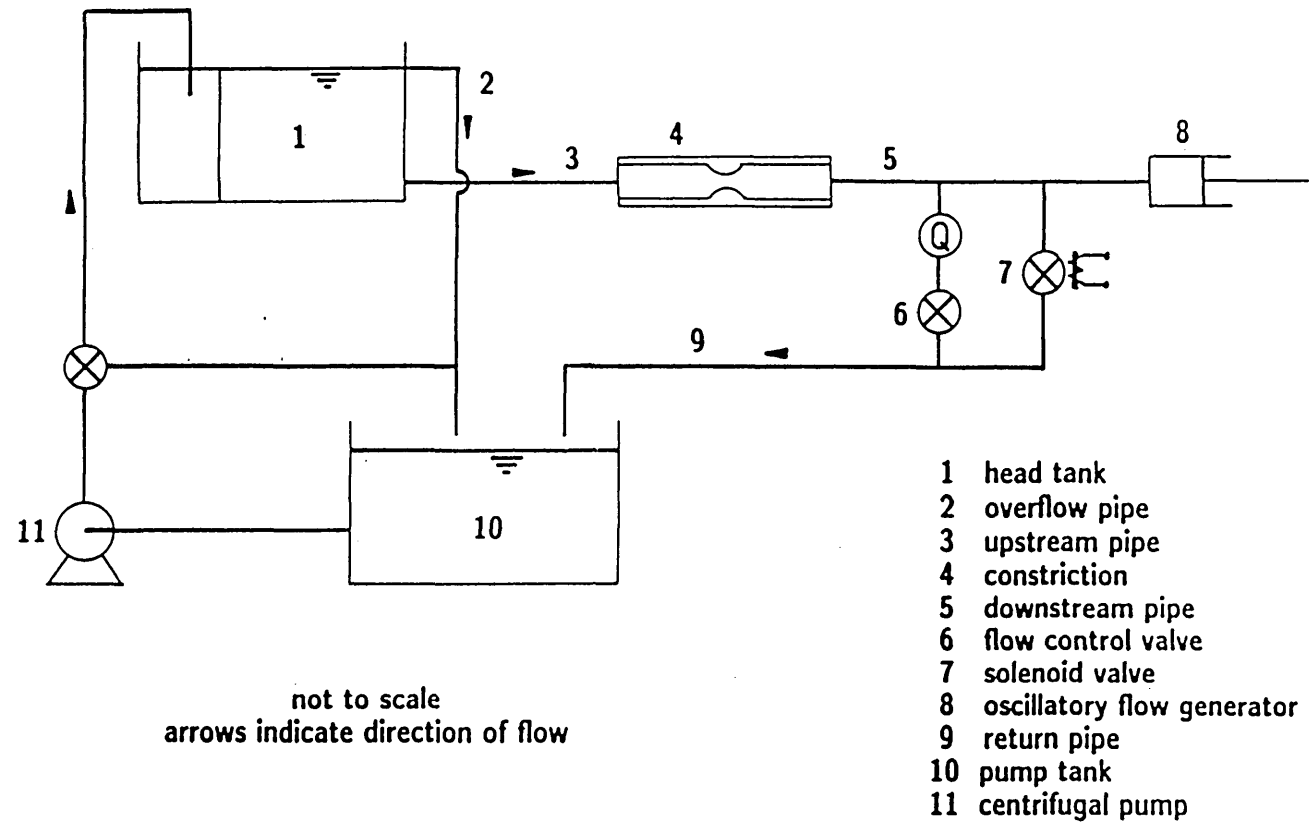 2
1
3
4
5
8
Q
7
6
9
11
10
1 head tank
2 overflow pipe
3 upstream pipe
4 constriction
5 downstream pipe
6 flow control valve
7 solenoid valve
8 oscillatory flow generator
9 return pipe
10 pump tank
11 centrifugal pump
not to scale
arrows indicate direction of flow